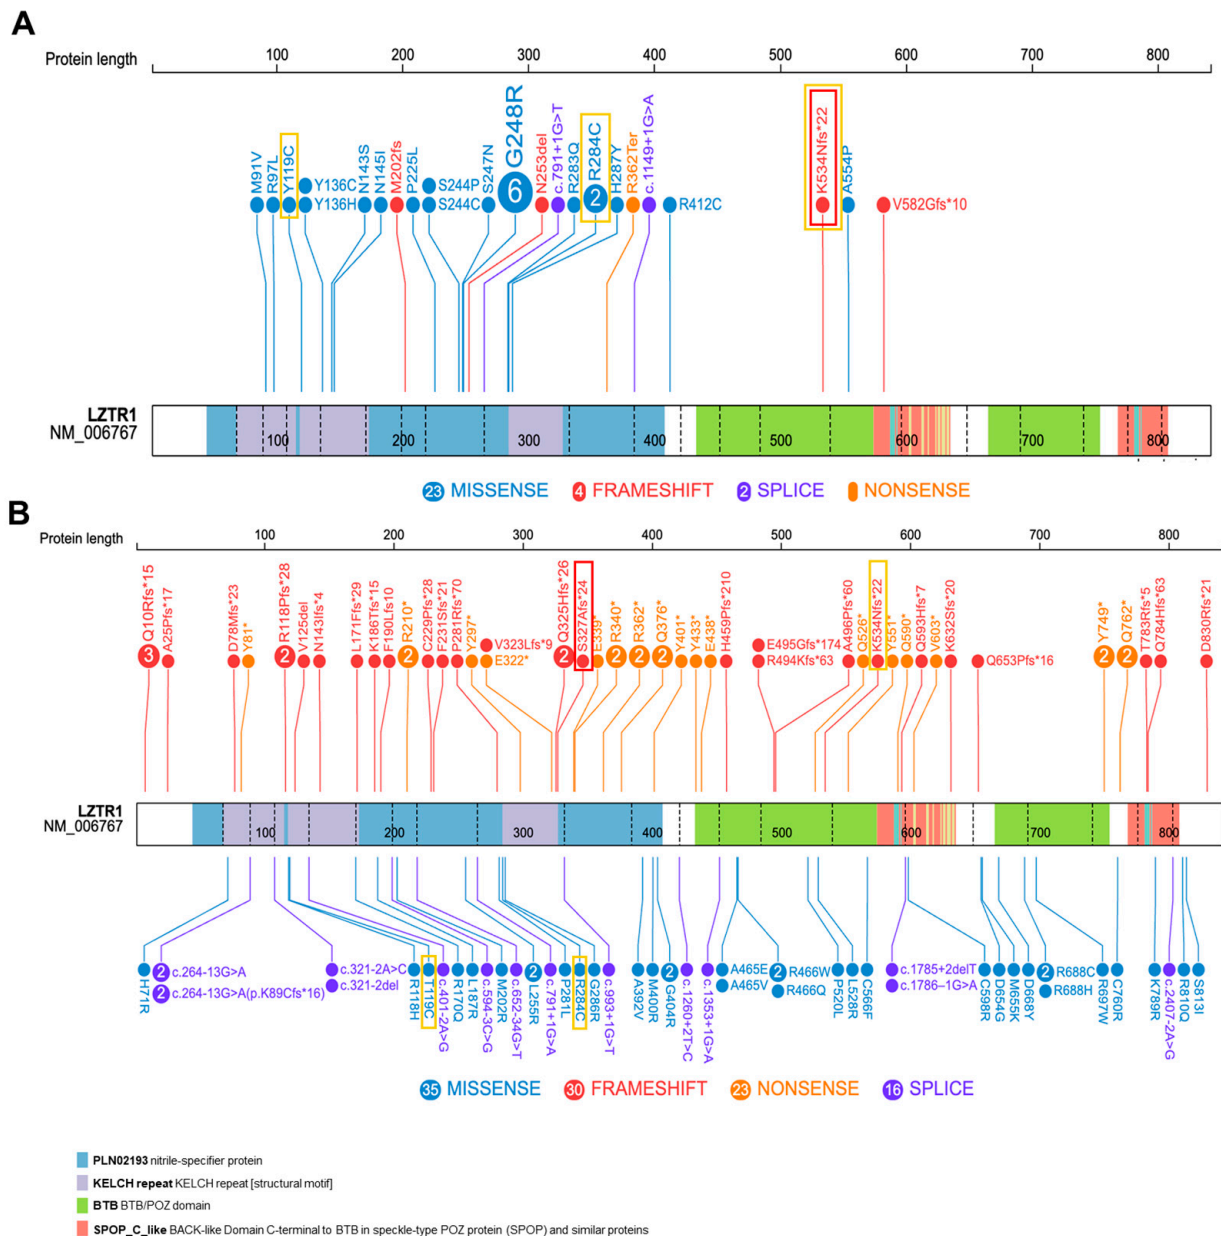 A
Protein length
100 200 300 400 500 600 700 800
M91V
R97L
Y119C
Y136C
Y136H
N143S
N145I
M202fs
P225L
S244P
S244C
S247N
6
G248R
N253del
c.791+1G>T
R283Q
2
R284C
H287Y
R362Ter
c.1149+1G>A
R412C
K534Nfs*22
A554P
V582Gfs*10
LZTR1
NM_006767
100 200 300 400 500 600 700 800
23 MISSENSE 4 FRAMESHIFT 2 SPLICE NONSENSE
B
Protein length
100 200 300 400 500 600 700 800
3
Q10Rfs*15
A25Pfs*17
D78Mfs*23
Y81*
2
R118Pfs*28
V125del
N143Ifs*4
L171Ffs*29
K186Tfs*15
F190Lfs10
2
R210*
C229Pfs*28
F231Sfs*21
P281Rfs*70
Y297*
V323Lfs*9
E322*
2
Q325Hfs*26
S327Afs*24
E339*
2
R340*
2
R362*
2
Q376*
Y401*
Y433*
E438*
H459Pfs*210
E495Gfs*174
R494Kfs*63
A496Pfs*60
Q526*
K534Nfs*22
Y551*
Q590*
Q593Hfs*7
V603*
K632Sfs*20
Q653Pfs*16
2
Y749*
2
Q762*
T783Rfs*5
Q784Hfs*63
D830Rfs*21
LZTR1
NM_006767
100 200 300 400 500 600 700 800
H71R
2 c.264-13G>A
2 c.264-13G>A(p.K89Cfs*16)
c.321-2A>C
c.321-2del
R118H
T119C
c.401-2A>G
R170Q
L187R
c.594-3C>G
M202R
c.652-34G>T
2
L255R
c.791+1G>A
P281L
R284C
G286R
c.993+1G>T
A392V
M400R
2
G404R
c.1260+2T>C
c.1353+1G>A
A465E
A465V
2 R466W
R466Q
P520L
L528R
C566F
c.1785+2delT
c.1786–1G>A
C598R
D654G
M655K
D668Y
2 R688C
R688H
R697W
C760R
K789R
c.2407-2A>G
R810Q
S813I
35 MISSENSE 30 FRAMESHIFT 23 NONSENSE 16 SPLICE
PLN02193 nitrile-specifier protein
KELCH repeat KELCH repeat [structural motif]
BTB BTB/POZ domain
SPOP_C_like BACK-like Domain C-terminal to BTB in speckle-type POZ protein (SPOP) and similar proteins